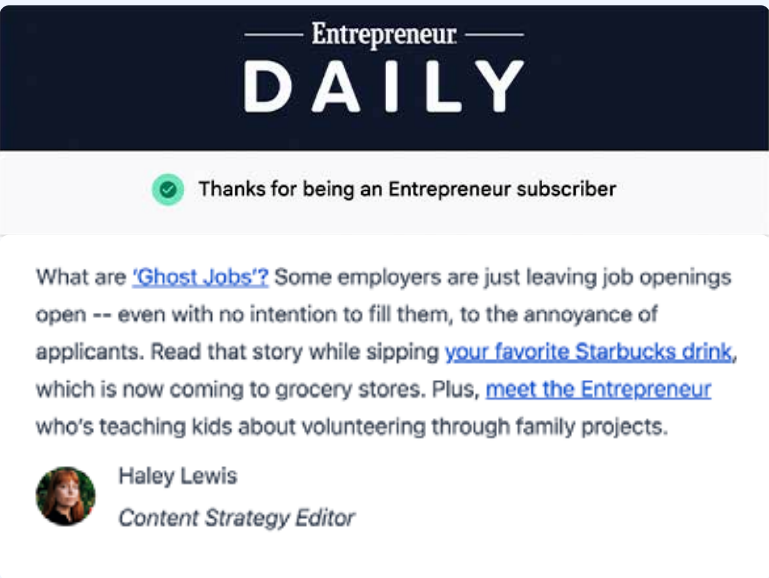 Entrepreneur
DAILY
Thanks for being an Entrepreneur subscriber
What are ‘Ghost Jobs’? Some employers are just leaving job openings
open -- even with no intention to fill them, to the annoyance of
applicants. Read that story while sipping your favorite Starbucks drink,
which is now coming to grocery stores. Plus, meet the Entrepreneur
who’s teaching kids about volunteering through family projects.
Haley Lewis
Content Strategy Editor